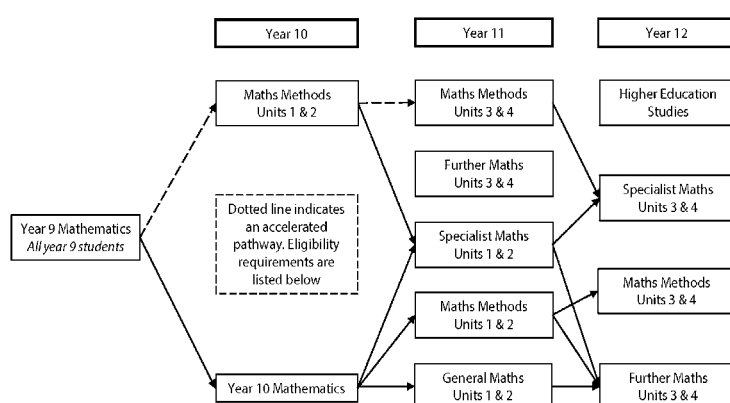 Year 10
Year 11
Year 12
Maths Methods
Units 1 & 2
Maths Methods
Units 3 & 4
Higher Education
Studies
Further Maths
Units 3 & 4
Specialist Maths
Units 3 & 4
Year 9 Mathematics
All year 9 students
Dotted line indicates
an accelerated
pathway. Eligibility
requirements are
listed below
Specialist Maths
Units 1 & 2
Maths Methods
Units 1 & 2
Maths Methods
Units 3 & 4
Year 10 Mathematics
General Maths
Units 1 & 2
Further Maths
Units 3 & 4